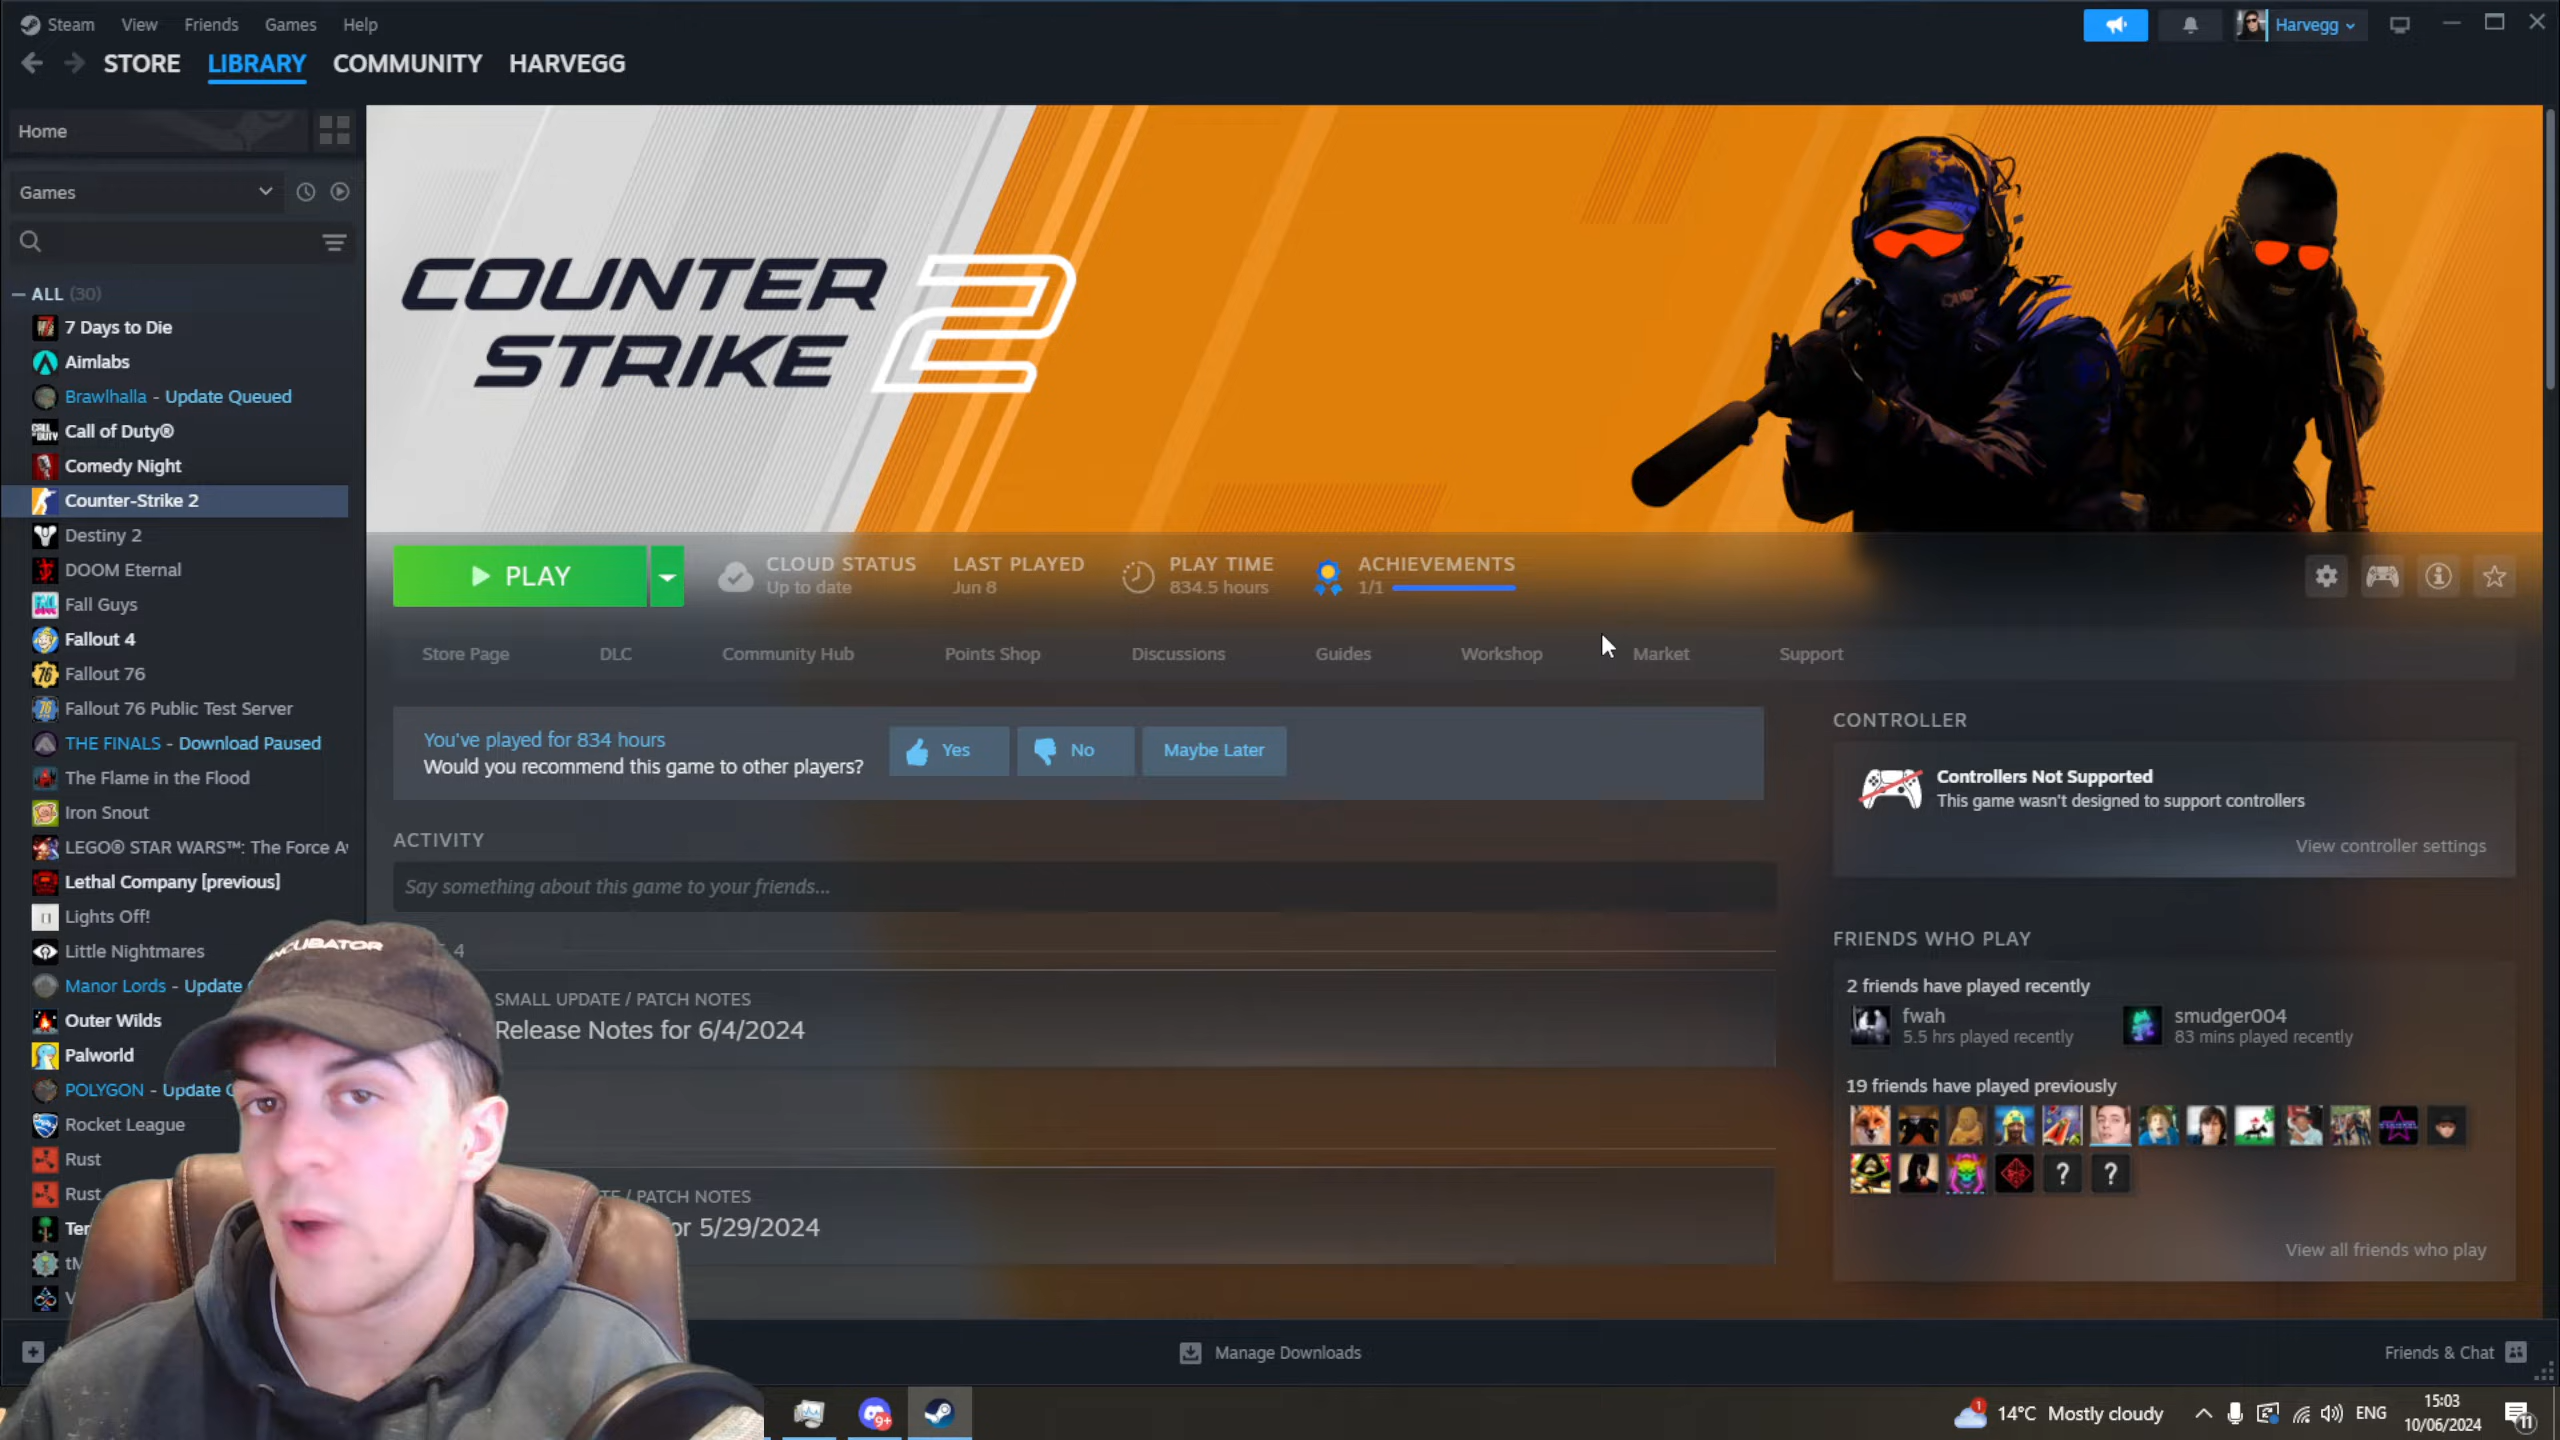 Steam View Friends Games Help
Harvegg
STORE LIBRARY COMMUNITY HARVEGG
Home
Games
ALL (30)
7 Days to Die
Aimlabs
Brawlhalla - Update Queued
Call of Duty®
Comedy Night
Counter-Strike 2
Destiny 2
DOOM Eternal
Fall Guys
Fallout 4
Fallout 76
Fallout 76 Public Test Server
THE FINALS - Download Paused
The Flame in the Flood
Iron Snout
LEGO® STAR WARS™: The Force
Lethal Company [previous]
Lights Off!
Little Nightmares
Manor Lords - Update
Outer Wilds
Palworld
POLYGON - Update
Rocket League
Rust
Rust
COUNTER
STRIKE 2
PLAY
CLOUD STATUS
Up to date
LAST PLAYED
Jun 8
PLAY TIME
834.5 hours
ACHIEVEMENTS
1/1
Store Page DLC Community Hub Points Shop Discussions Guides Workshop Market Support
You've played for 834 hours
Would you recommend this game to other players?
Yes No Maybe Later
ACTIVITY
Say something about this game to your friends...
4
SMALL UPDATE / PATCH NOTES
Release Notes for 6/4/2024
/ PATCH NOTES
or 5/29/2024
CONTROLLER
Controllers Not Supported
This game wasn't designed to support controllers
View controller settings
FRIENDS WHO PLAY
2 friends have played recently
fwah
5.5 hrs played recently
smudger004
83 mins played recently
19 friends have played previously
? ?
View all friends who play
Manage Downloads
Friends & Chat
9+
1
14°C Mostly cloudy
ENG
15:03
10/06/2024
11